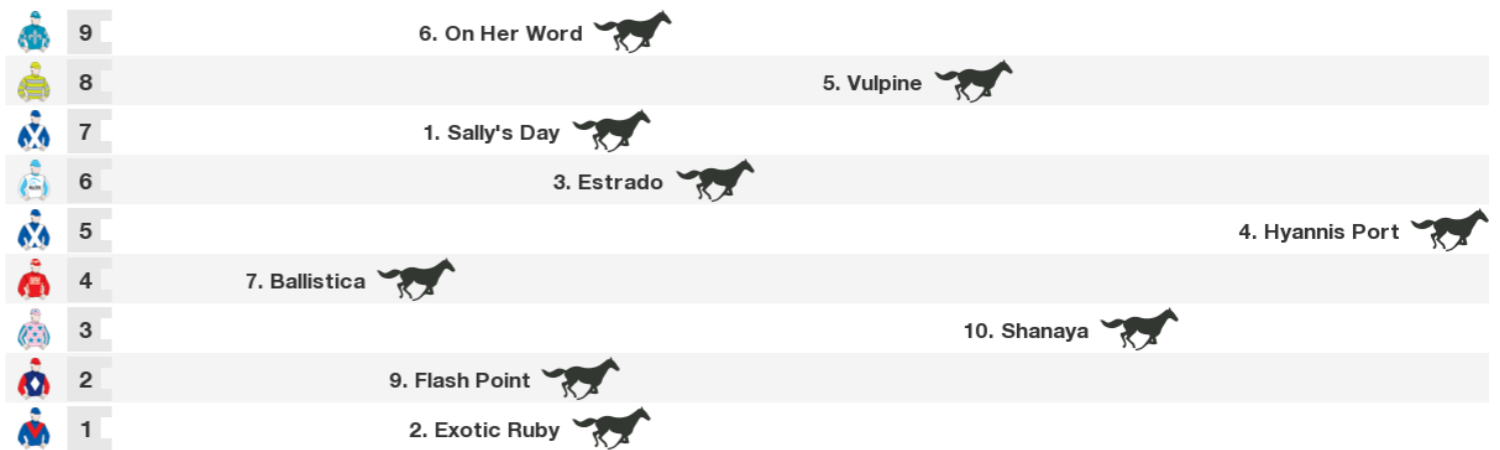 9 6. On Her Word
8 5. Vulpine
7 1. Sally's Day
6 3. Estrado
5 4. Hyannis Port
4 7. Ballistica
3 10. Shanaya
2 9. Flash Point
1 2. Exotic Ruby